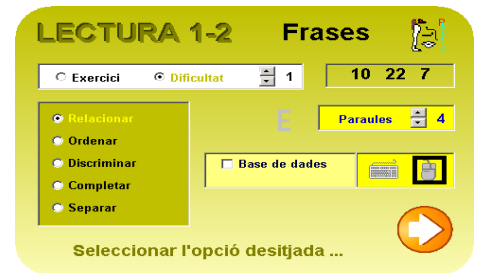 LECTURA 1-2 Frases
Exercici Dificultat 1 10 22 7
Relacionar E Paraules 4
Ordenar
Discriminar Base de dades
Completar
Separar
Seleccionar l'opció desitjada ...